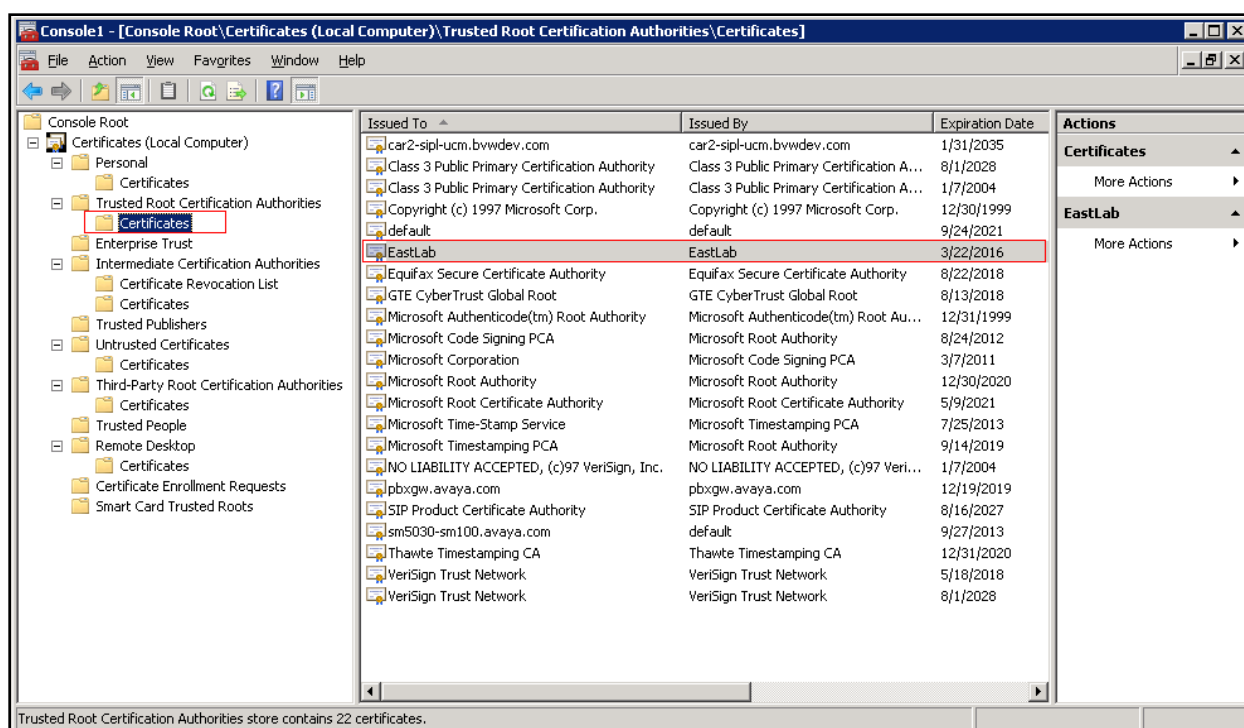 Console1 - [Console Root\Certificates (Local Computer)\Trusted Root Certification Authorities\Certificates]
File Action View Favorites Window Help
Console Root
Certificates (Local Computer)
Personal
Certificates
Trusted Root Certification Authorities
Certificates
Enterprise Trust
Intermediate Certification Authorities
Certificate Revocation List
Certificates
Trusted Publishers
Untrusted Certificates
Certificates
Third-Party Root Certification Authorities
Certificates
Trusted People
Remote Desktop
Certificates
Certificate Enrollment Requests
Smart Card Trusted Roots
Issued To Issued By Expiration Date
car2-sipl-ucm.bvwdev.com car2-sipl-ucm.bvwdev.com 1/31/2035
Class 3 Public Primary Certification Authority Class 3 Public Primary Certification A... 8/1/2028
Class 3 Public Primary Certification Authority Class 3 Public Primary Certification A... 1/7/2004
Copyright (c) 1997 Microsoft Corp. Copyright (c) 1997 Microsoft Corp. 12/30/1999
default default 9/24/2021
EastLab EastLab 3/22/2016
Equifax Secure Certificate Authority Equifax Secure Certificate Authority 8/22/2018
GTE CyberTrust Global Root GTE CyberTrust Global Root 8/13/2018
Microsoft Authenticode(tm) Root Authority Microsoft Authenticode(tm) Root Au... 12/31/1999
Microsoft Code Signing PCA Microsoft Root Authority 8/24/2012
Microsoft Corporation Microsoft Code Signing PCA 3/7/2011
Microsoft Root Authority Microsoft Root Authority 12/30/2020
Microsoft Root Certificate Authority Microsoft Root Certificate Authority 5/9/2021
Microsoft Time-Stamp Service Microsoft Timestamping PCA 7/25/2013
Microsoft Timestamping PCA Microsoft Root Authority 9/14/2019
NO LIABILITY ACCEPTED, (c)97 VeriSign, Inc. NO LIABILITY ACCEPTED, (c)97 Veri... 1/7/2004
pbxgw.avaya.com pbxgw.avaya.com 12/19/2019
SIP Product Certificate Authority SIP Product Certificate Authority 8/16/2027
sm5030-sm100.avaya.com default 9/27/2013
Thawte Timestamping CA Thawte Timestamping CA 12/31/2020
VeriSign Trust Network VeriSign Trust Network 5/18/2018
VeriSign Trust Network VeriSign Trust Network 8/1/2028
Actions
Certificates
More Actions
EastLab
More Actions
Trusted Root Certification Authorities store contains 22 certificates.